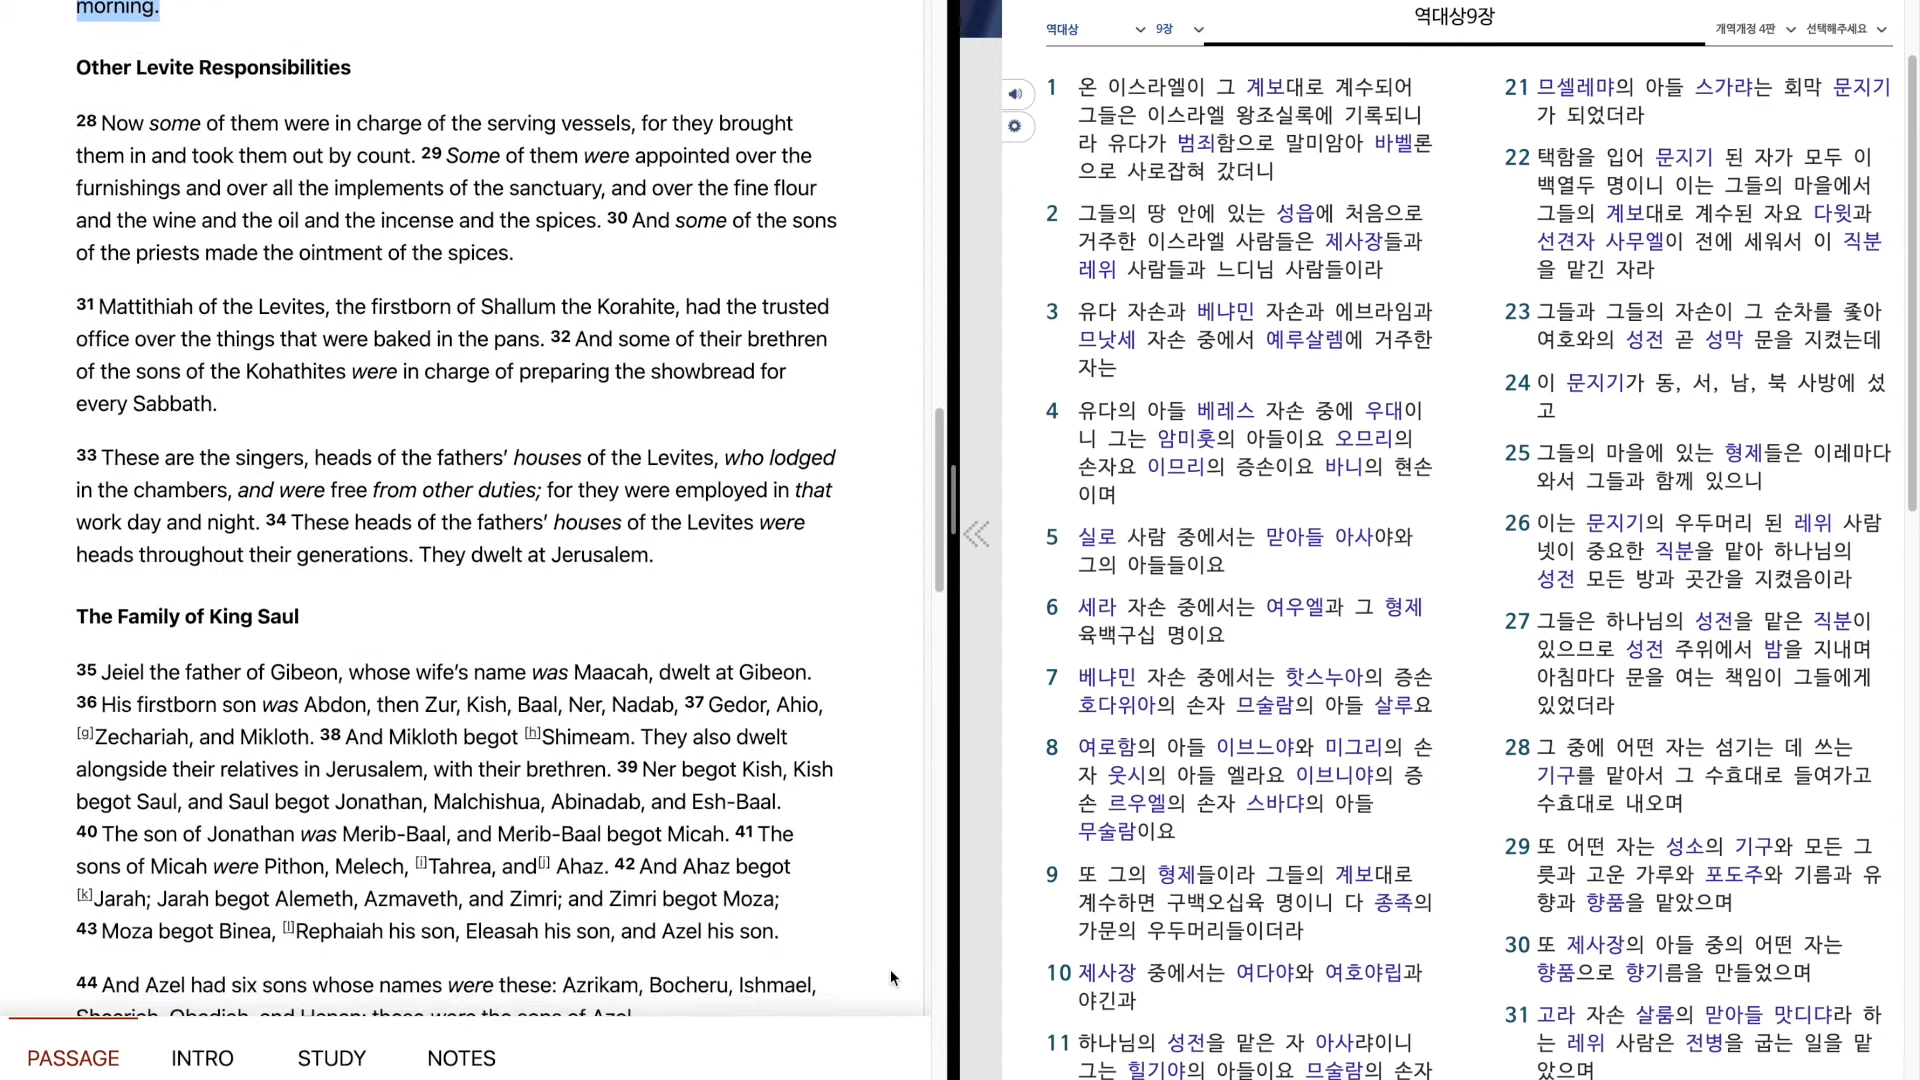 morning.
Other Levite Responsibilities
28 Now some of them were in charge of the serving vessels, for they brought
them in and took them out by count. 29 Some of them were appointed over the
furnishings and over all the implements of the sanctuary, and over the fine flour
and the wine and the oil and the incense and the spices. 30 And some of the sons
of the priests made the ointment of the spices.
31 Mattithiah of the Levites, the firstborn of Shallum the Korahite, had the trusted
office over the things that were baked in the pans. 32 And some of their brethren
of the sons of the Kohathites were in charge of preparing the showbread for
every Sabbath.
33 These are the singers, heads of the fathers’ houses of the Levites, who lodged
in the chambers, and were free from other duties; for they were employed in that
work day and night. 34 These heads of the fathers’ houses of the Levites were
heads throughout their generations. They dwelt at Jerusalem.
The Family of King Saul
35 Jeiel the father of Gibeon, whose wife’s name was Maacah, dwelt at Gibeon.
36 His firstborn son was Abdon, then Zur, Kish, Baal, Ner, Nadab, 37 Gedor, Ahio,
[g]Zechariah, and Mikloth. 38 And Mikloth begot [h]Shimeam. They also dwelt
alongside their relatives in Jerusalem, with their brethren. 39 Ner begot Kish, Kish
begot Saul, and Saul begot Jonathan, Malchishua, Abinadab, and Esh-Baal.
40 The son of Jonathan was Merib-Baal, and Merib-Baal begot Micah. 41 The
sons of Micah were Pithon, Melech, [i]Tahrea, and[j] Ahaz. 42 And Ahaz begot
[k]Jarah; Jarah begot Alemeth, Azmaveth, and Zimri; and Zimri begot Moza;
43 Moza begot Binea, [l]Rephaiah his son, Eleasah his son, and Azel his son.
44 And Azel had six sons whose names were these: Azrikam, Bocheru, Ishmael,
Sheariah, Obadiah, and Hanan; these were the sons of Azel.
PASSAGE INTRO STUDY NOTES
역대상 9장
역대상9장
개역개정 4판 선택해주세요
1 온 이스라엘이 그 계보대로 계수되어
그들은 이스라엘 왕조실록에 기록되니
라 유다가 범죄함으로 말미암아 바벨론
으로 사로잡혀 갔더니
2 그들의 땅 안에 있는 성읍에 처음으로
거주한 이스라엘 사람들은 제사장들과
레위 사람들과 느디님 사람들이라
3 유다 자손과 베냐민 자손과 에브라임과
므낫세 자손 중에서 예루살렘에 거주한
자는
4 유다의 아들 베레스 자손 중에 우대이
니 그는 암미훗의 아들이요 오므리의
손자요 이므리의 증손이요 바니의 현손
이며
5 실로 사람 중에서는 맏아들 아사야와
그의 아들들이요
6 세라 자손 중에서는 여우엘과 그 형제
육백구십 명이요
7 베냐민 자손 중에서는 핫스누아의 증손
호다위아의 손자 므술람의 아들 살루요
8 여로함의 아들 이브느야와 미그리의 손
자 웃시의 아들 엘라요 이브니야의 증
손 르우엘의 손자 스바댜의 아들
무술람이요
9 또 그의 형제들이라 그들의 계보대로
계수하면 구백오십육 명이니 다 종족의
가문의 우두머리들이더라
10 제사장 중에서는 여다야와 여호야립과
야긴과
11 하나님의 성전을 맡은 자 아사랴이니
그는 힐기야의 아들이요 므술람의 손자
21 므셀레먀의 아들 스가랴는 회막 문지기
가 되었더라
22 택함을 입어 문지기 된 자가 모두 이
백열두 명이니 이는 그들의 마을에서
그들의 계보대로 계수된 자요 다윗과
선견자 사무엘이 전에 세워서 이 직분
을 맡긴 자라
23 그들과 그들의 자손이 그 순차를 좇아
여호와의 성전 곧 성막 문을 지켰는데
24 이 문지기가 동, 서, 남, 북 사방에 섰
고
25 그들의 마을에 있는 형제들은 이레마다
와서 그들과 함께 있으니
26 이는 문지기의 우두머리 된 레위 사람
넷이 중요한 직분을 맡아 하나님의
성전 모든 방과 곳간을 지켰음이라
27 그들은 하나님의 성전을 맡은 직분이
있으므로 성전 주위에서 밤을 지내며
아침마다 문을 여는 책임이 그들에게
있었더라
28 그 중에 어떤 자는 섬기는 데 쓰는
기구를 맡아서 그 수효대로 들여가고
수효대로 내오며
29 또 어떤 자는 성소의 기구와 모든 그
릇과 고운 가루와 포도주와 기름과 유
향과 향품을 맡았으며
30 또 제사장의 아들 중의 어떤 자는
향품으로 향기름을 만들었으며
31 고라 자손 살룸의 맏아들 맛디댜라 하
는 레위 사람은 전병을 굽는 일을 맡
았으며